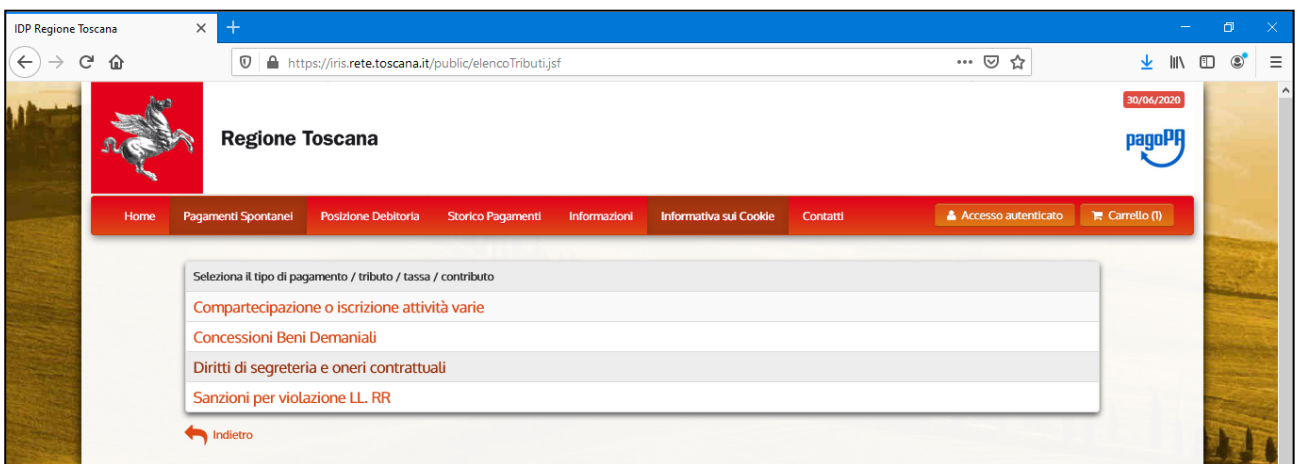 IDP Regione Toscana
https://iris.rete.toscana.it/public/elencoTributi.jsf
30/06/2020
Regione Toscana
pagoPA
Home Pagamenti Spontanei Posizione Debitoria Storico Pagamenti Informazioni Informativa sui Cookie Contatti Accesso autenticato Carrello (1)
Seleziona il tipo di pagamento / tributo / tassa / contributo
Compartecipazione o iscrizione attività varie
Concessioni Beni Demaniali
Diritti di segreteria e oneri contrattuali
Sanzioni per violazione LL. RR
Indietro